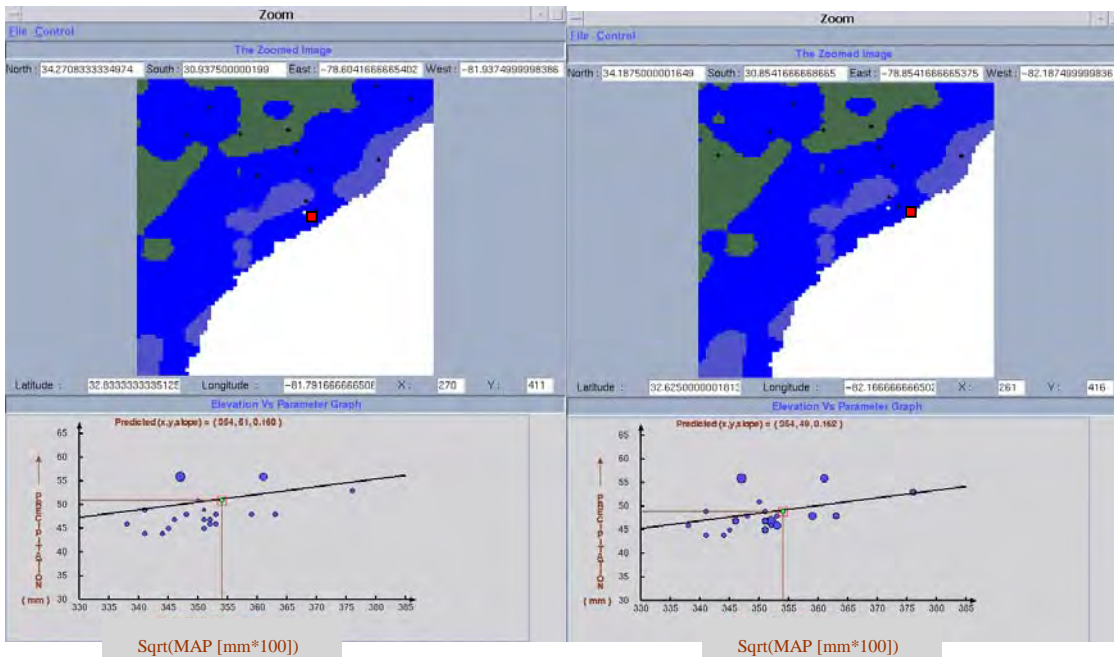 Zoom
File Control
The Zoomed Image
North : 34.2708333334974 South : 30.937500000199 East : -78.6041666665402 West : -81.9374999998386
Latitude : 32.8333333335125 Longitude : -81.7916666665 X : 270 Y : 411
Elevation Vs Parameter Graph
Predicted (x,y,slope) = ( 354, 51, 0.160 )
65
60
55
50
45
40
35
30
PRECIPITATION
( mm )
330 335 340 345 350 355 360 365 370 375 380 385
Sqrt(MAP [mm*100])
Zoom
File Control
The Zoomed Image
North : 34.1875000001649 South : 30.8541666668665 East : -78.8541666665375 West : -82.187499999836
Latitude : 32.6250000001813 Longitude : -82.166666666502 X : 261 Y : 416
Elevation Vs Parameter Graph
Predicted (x,y,slope) = ( 354, 49, 0.162 )
65
60
55
50
45
40
35
30
PRECIPITATION
( mm )
330 335 340 345 350 355 360 365 370 375 380 385
Sqrt(MAP [mm*100])